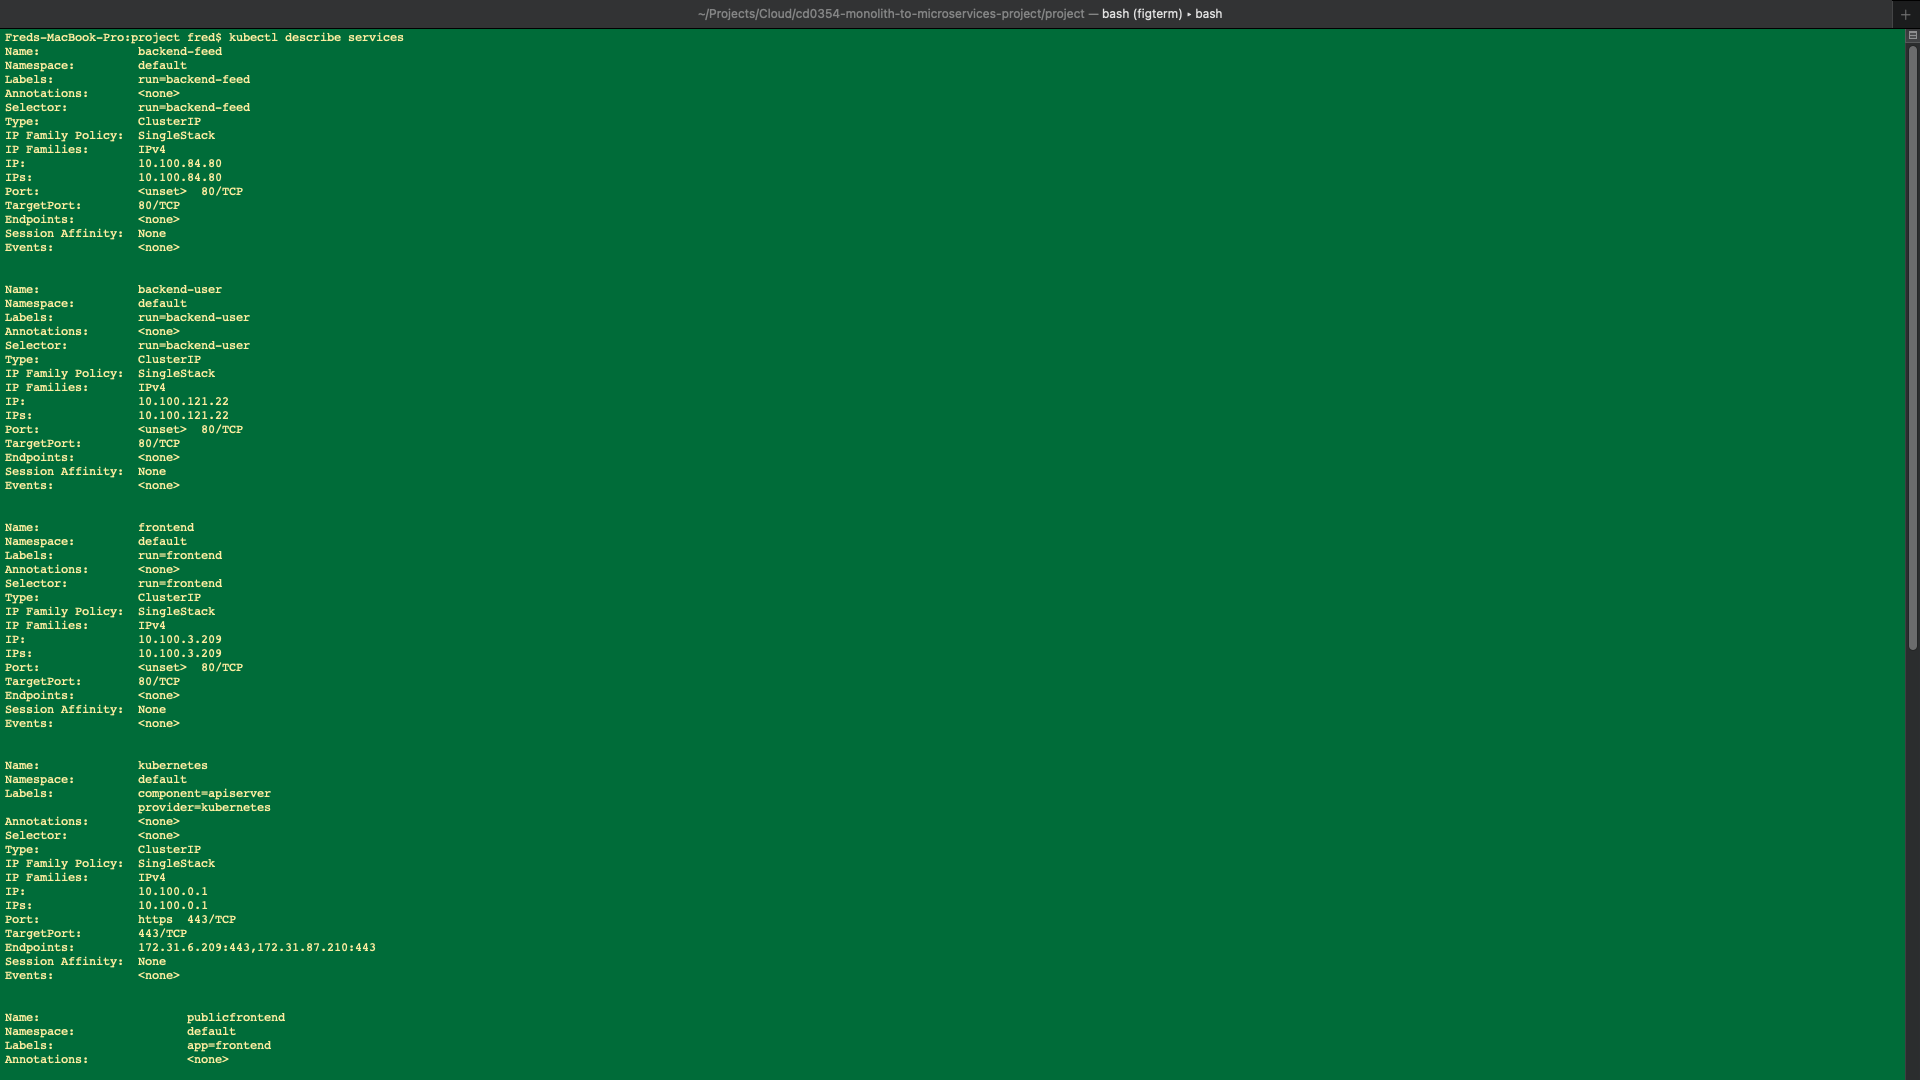 ~/Projects/Cloud/cd0354-monolith-to-microservices-project/project — bash (figterm) ▸ bash
Freds-MacBook-Pro:project fred$ kubectl describe services
Name:              backend-feed
Namespace:         default
Labels:            run=backend-feed
Annotations:       <none>
Selector:          run=backend-feed
Type:              ClusterIP
IP Family Policy:  SingleStack
IP Families:       IPv4
IP:                10.100.84.80
IPs:               10.100.84.80
Port:              <unset>  80/TCP
TargetPort:        80/TCP
Endpoints:         <none>
Session Affinity:  None
Events:            <none>

Name:              backend-user
Namespace:         default
Labels:            run=backend-user
Annotations:       <none>
Selector:          run=backend-user
Type:              ClusterIP
IP Family Policy:  SingleStack
IP Families:       IPv4
IP:                10.100.121.22
IPs:               10.100.121.22
Port:              <unset>  80/TCP
TargetPort:        80/TCP
Endpoints:         <none>
Session Affinity:  None
Events:            <none>

Name:              frontend
Namespace:         default
Labels:            run=frontend
Annotations:       <none>
Selector:          run=frontend
Type:              ClusterIP
IP Family Policy:  SingleStack
IP Families:       IPv4
IP:                10.100.3.209
IPs:               10.100.3.209
Port:              <unset>  80/TCP
TargetPort:        80/TCP
Endpoints:         <none>
Session Affinity:  None
Events:            <none>

Name:              kubernetes
Namespace:         default
Labels:            component=apiserver
                   provider=kubernetes
Annotations:       <none>
Selector:          <none>
Type:              ClusterIP
IP Family Policy:  SingleStack
IP Families:       IPv4
IP:                10.100.0.1
IPs:               10.100.0.1
Port:              https  443/TCP
TargetPort:        443/TCP
Endpoints:         172.31.6.209:443,172.31.87.210:443
Session Affinity:  None
Events:            <none>

Name:                     publicfrontend
Namespace:                default
Labels:                   app=frontend
Annotations:              <none>